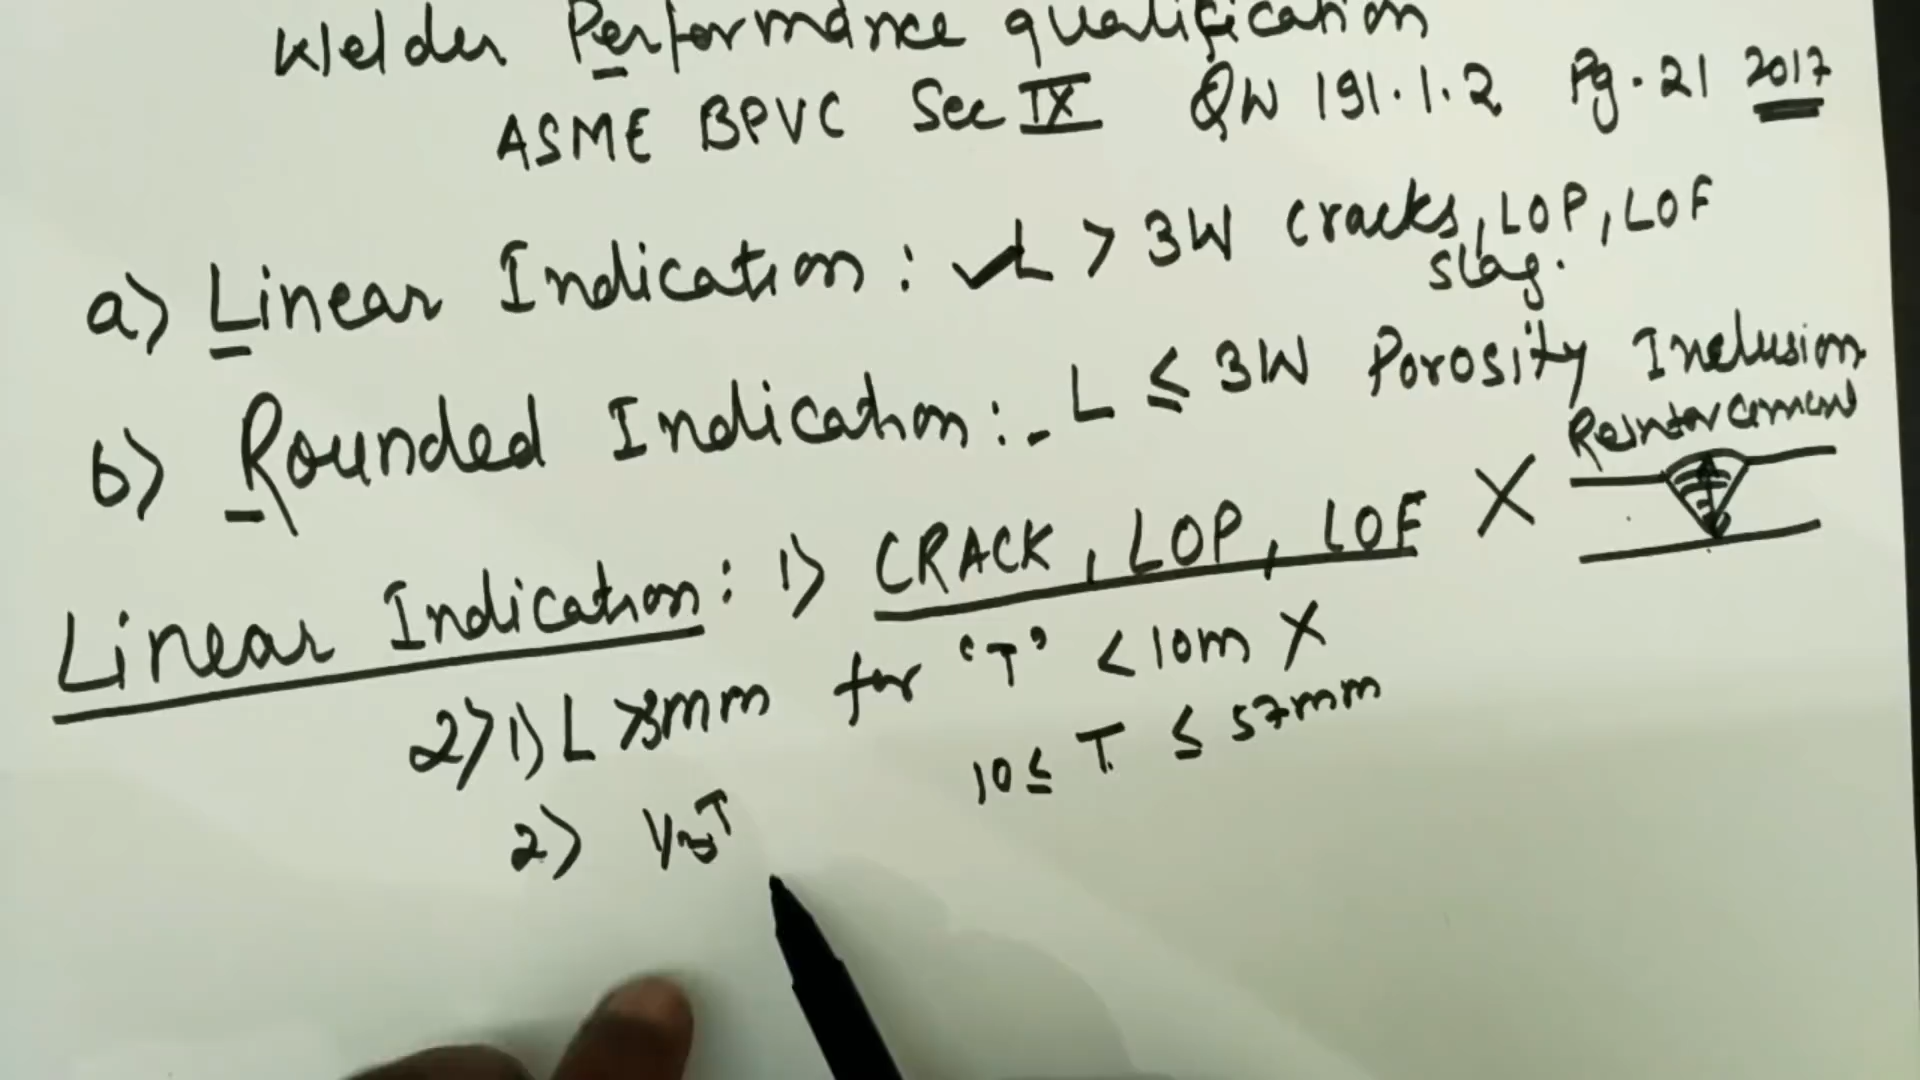 Welder Performance qualification
ASME BPVC Sec IX QW 191.1.2 Pg. 21 2017
a) Linear Indication : L > 3W cracks, LOP, LOF
slag.
b) Rounded Indication :- L ≤ 3W Porosity Inclusion
Reinforcement
Linear Indication : 1) CRACK, LOP, LOF X
2) 1) L >3mm for 'T' < 10m X
2) 1/3T 10 ≤ T ≤ 57mm